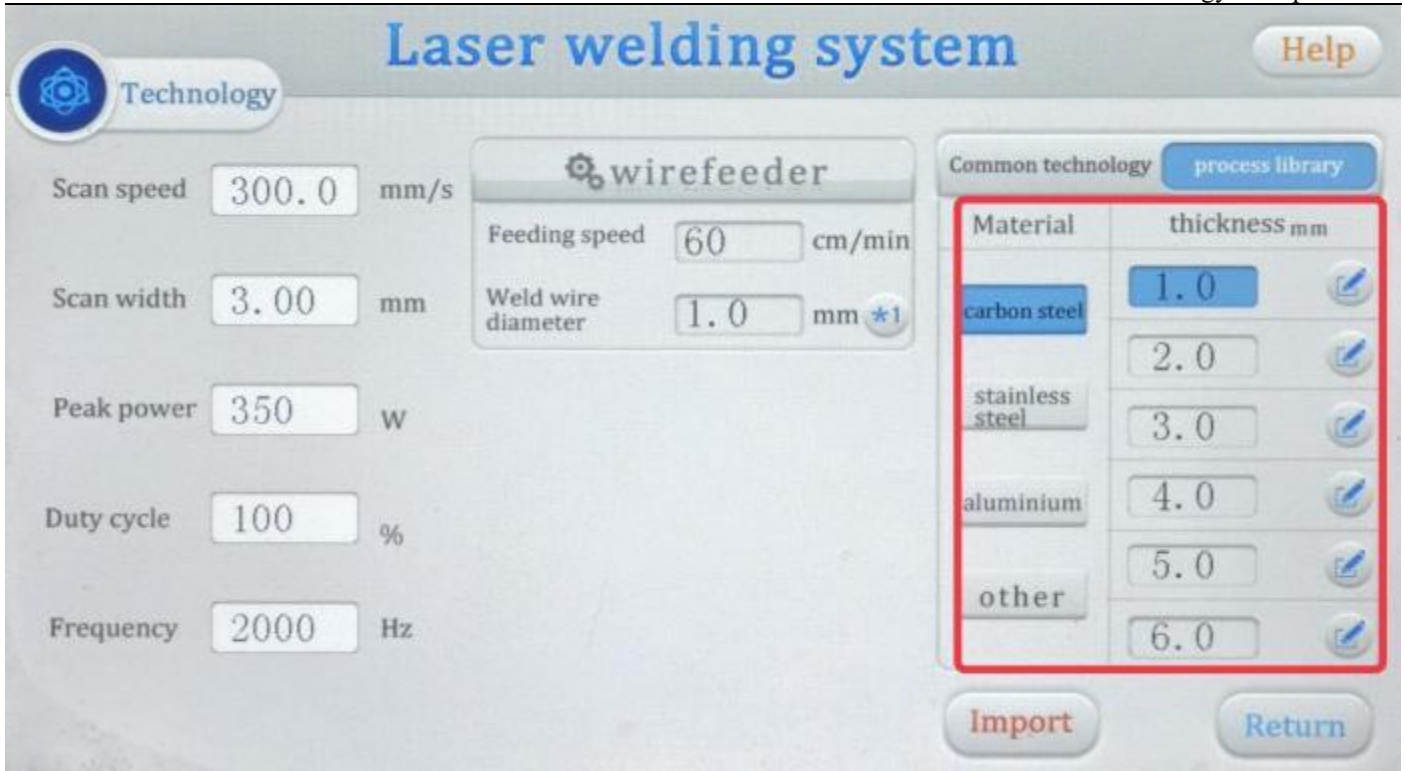 Laser welding system
Help
Technology
Scan speed 300.0 mm/s
Scan width 3.00 mm
Peak power 350 W
Duty cycle 100 %
Frequency 2000 Hz
wirefeeder
Feeding speed 60 cm/min
Weld wire
diameter 1.0 mm *1
Common technology process library
Material thickness mm
carbon steel
stainless
steel
aluminium
other
1.0
2.0
3.0
4.0
5.0
6.0
Import Return